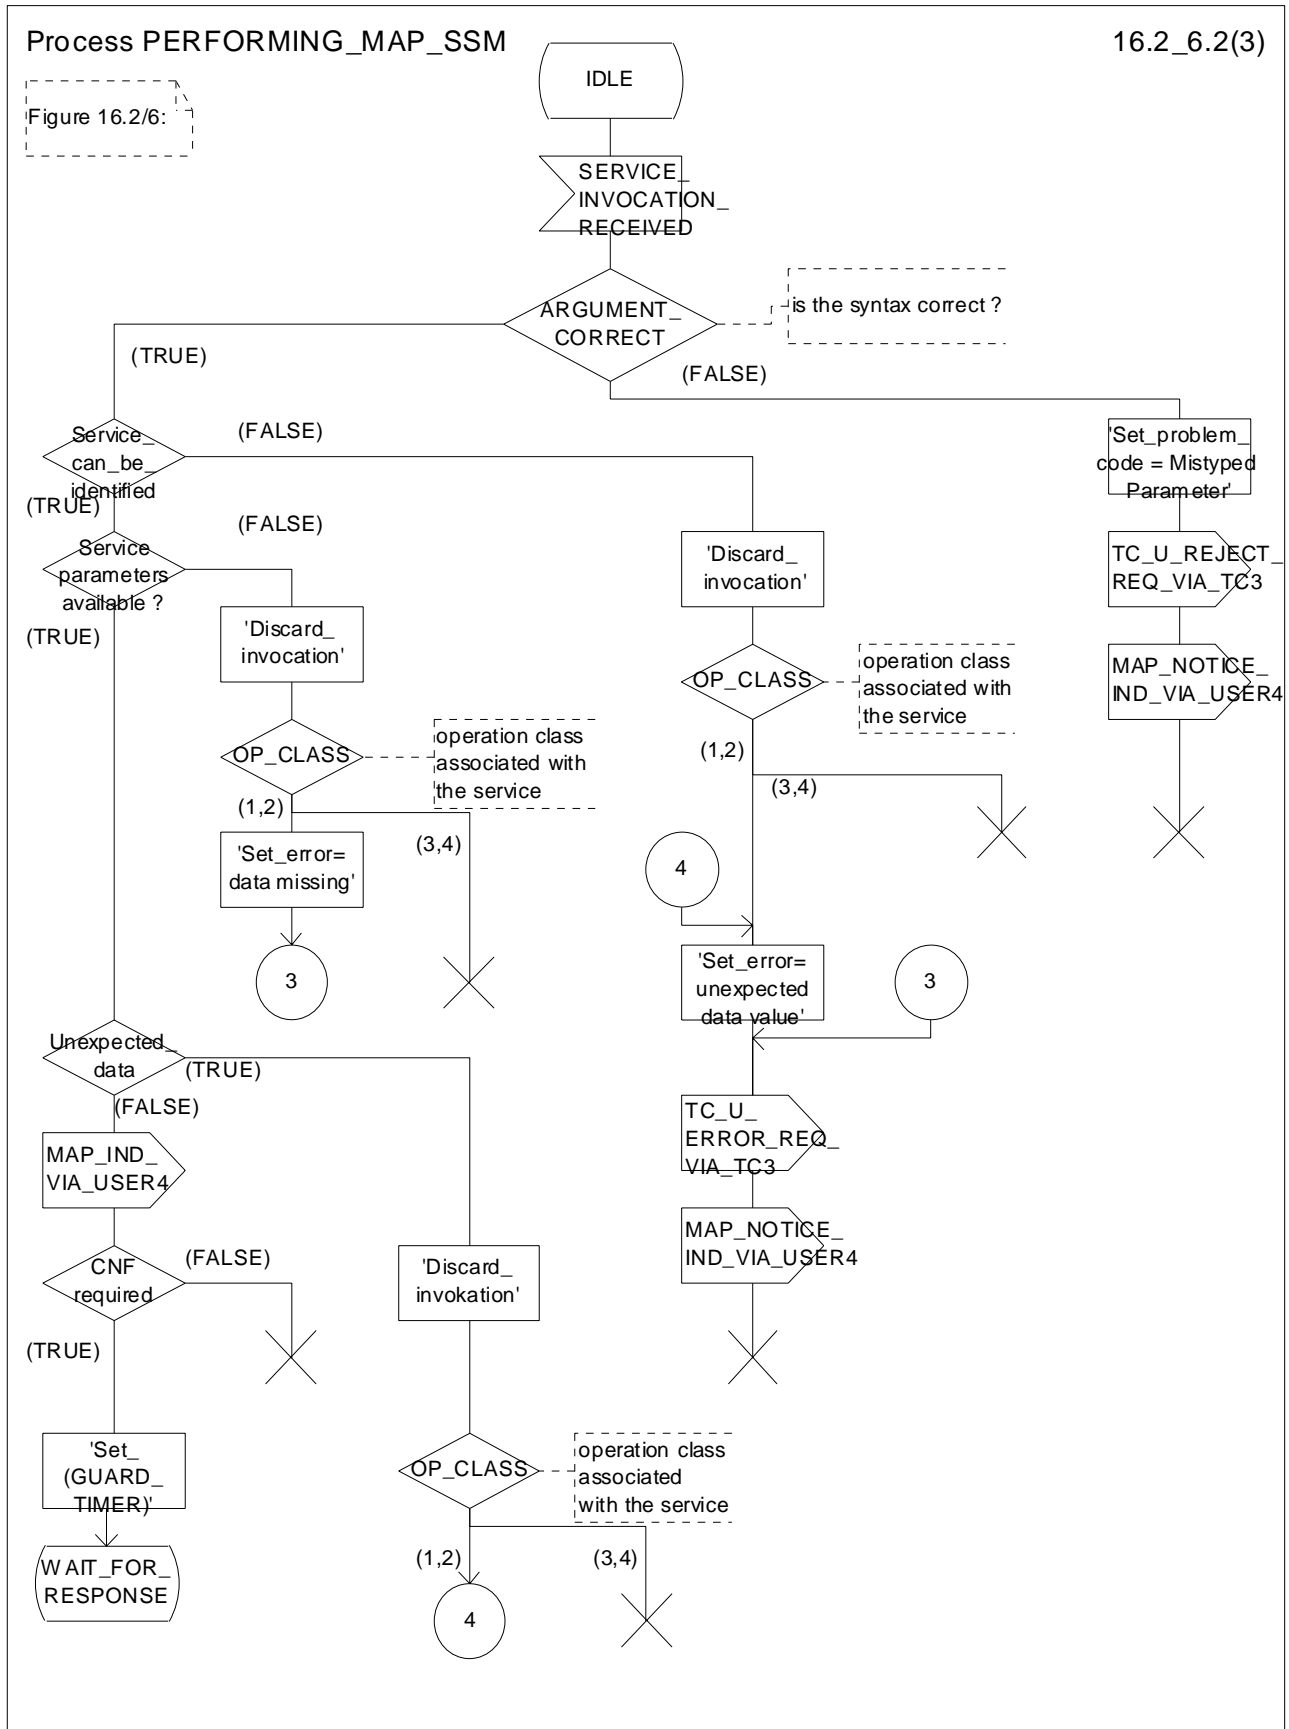 Process PERFORMING_MAP_SSM
16.2_6.2(3)
Figure 16.2/6:
IDLE
SERVICE_
INVOCATION_
RECEIVED
ARGUMENT_
CORRECT
is the syntax correct ?
(TRUE)
(FALSE)
Service_
can_be_
identified
(FALSE)
'Set_problem_
code = Mistyped
Parameter'
(TRUE)
(FALSE)
Service
parameters
available ?
'Discard_
invocation'
TC_U_REJECT_
REQ_VIA_TC3
(TRUE)
'Discard_
invocation'
OP_CLASS
operation class
associated with
the service
MAP_NOTICE_
IND_VIA_USER4
OP_CLASS
operation class
associated with
the service
(1,2)
(3,4)
(1,2)
(3,4)
'Set_error=
data missing'
4
3
'Set_error=
unexpected
data value'
3
Unexpected_
data
(TRUE)
(FALSE)
TC_U_
ERROR_REQ_
VIA_TC3
MAP_IND_
VIA_USER4
MAP_NOTICE_
IND_VIA_USER4
CNF
required
(FALSE)
'Discard_
invokation'
(TRUE)
'Set_
(GUARD_
TIMER)'
OP_CLASS
operation class
associated
with the service
(1,2)
(3,4)
WAIT_FOR_
RESPONSE
4